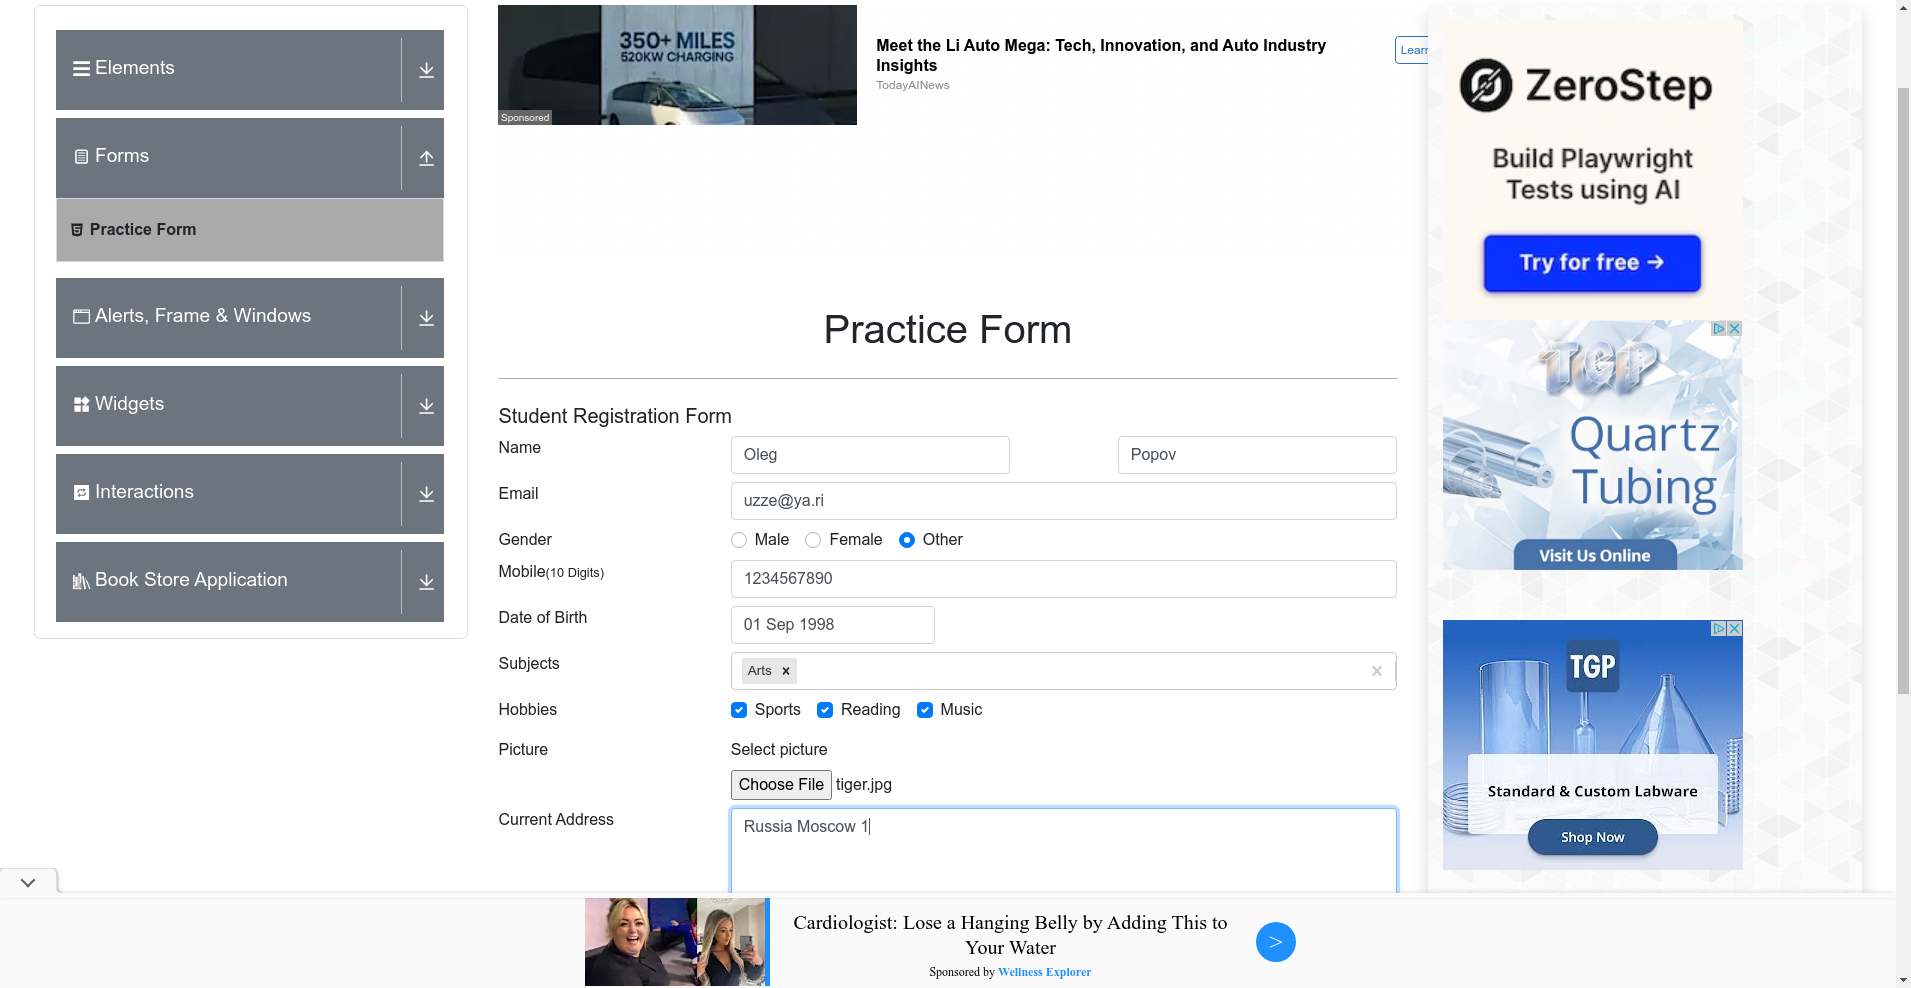 Elements
Forms
Practice Form
Alerts, Frame & Windows
Widgets
Interactions
Book Store Application
350+ MILES
520KW CHARGING
Sponsored
Meet the Li Auto Mega: Tech, Innovation, and Auto Industry
Insights
TodayAINews
Learn
Practice Form
Student Registration Form
Name
Oleg
Popov
Email
uzze@ya.ri
Gender
Male
Female
Other
Mobile(10 Digits)
1234567890
Date of Birth
01 Sep 1998
Subjects
Arts
Hobbies
Sports
Reading
Music
Picture
Select picture
Choose File
tiger.jpg
Current Address
Russia Moscow 1
ZeroStep
Build Playwright
Tests using AI
Try for free →
TGP
Quartz
Tubing
Visit Us Online
TGP
Standard & Custom Labware
Shop Now
Cardiologist: Lose a Hanging Belly by Adding This to
Your Water
Sponsored by Wellness Explorer